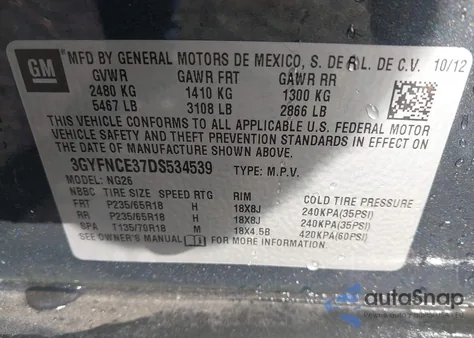 GM
MFD BY GENERAL MOTORS DE MEXICO, S. DE R.L. DE C.V. 10/12
GVWR GAWR FRT GAWR RR
2480 KG 1410 KG 1300 KG
5467 LB 3108 LB 2866 LB
THIS VEHICLE CONFORMS TO ALL APPLICABLE U.S. FEDERAL MOTOR
VEHICLE SAFETY AND THEFT PREVENTION STANDARDS IN EFFECT ON
THE DATE OF MANUFACTURE SHOWN ABOVE.
3GYFNCE37DS534539 TYPE: M.P.V.
MODEL: NG26
NBBC TIRE SIZE SPEED RTG RIM COLD TIRE PRESSURE
FRT P235/65R18 H 18X8J 240KPA(35PSI)
RR P235/65R18 H 18X8J 240KPA(35PSI)
SPA T135/70R18 18X4.5B 420KPA(60PSI)
SEE OWNER'S MANUAL FOR MORE INFORMATION.
autoSnap